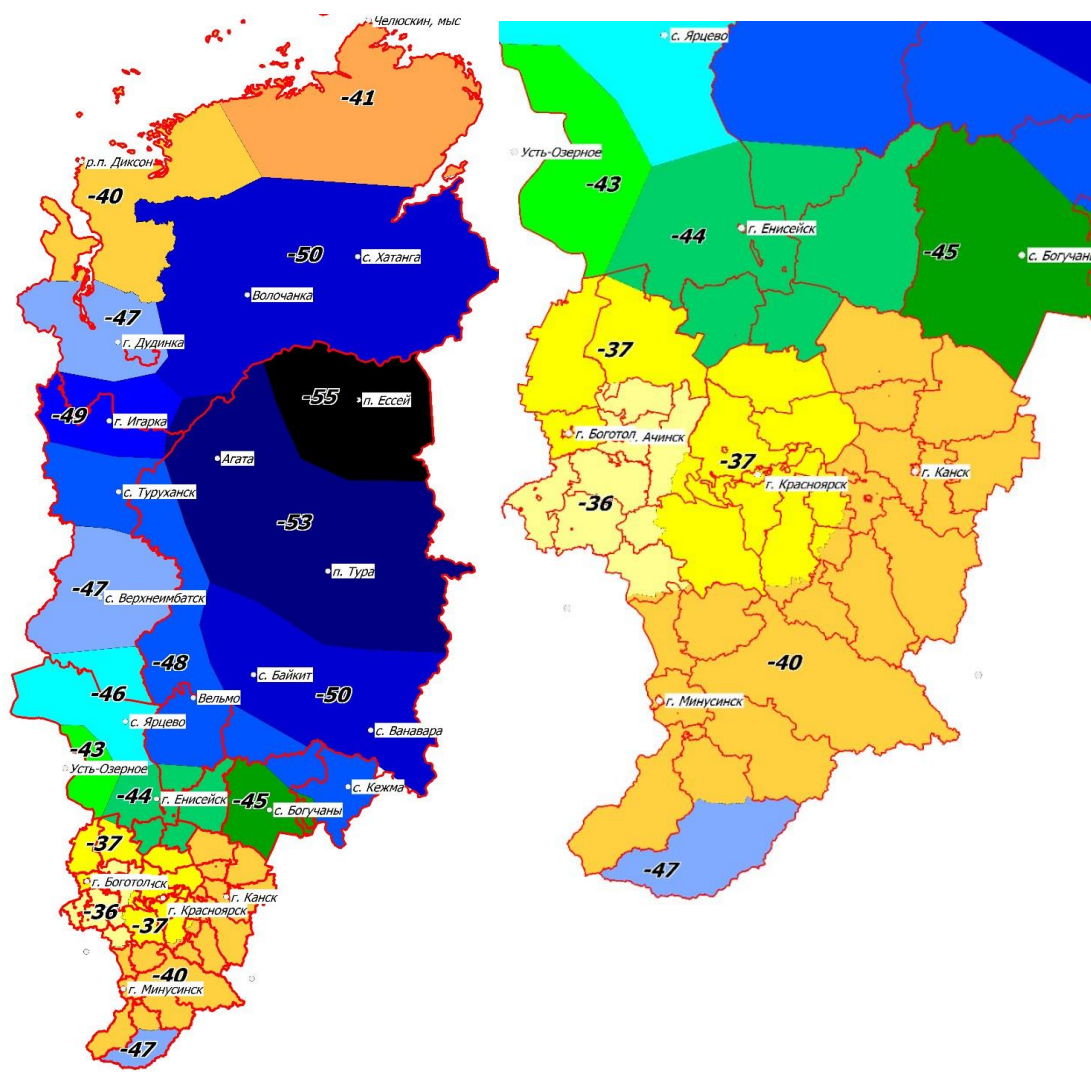 Челюскин, мыс
-41
р.п. Диксон
-40
-50
с. Хатанга
Волочанка
-47
г. Дудинка
-55
п. Ессей
-49
г. Игарка
Агата
с. Туруханск
-53
п. Тура
-47
с. Верхнеимбатск
-48
с. Байкит
-46
Вельмо
-50
с. Ярцево
с. Ванавара
-43
Усть-Озерное
с. Кежма
-44
г. Енисейск
-45
с. Богучаны
-37
г. Боготол
г. Канск
-36
г. Красноярск
-37
-40
г. Минусинск
-47
с. Ярцево
Усть-Озерное
-43
-44
г. Енисейск
-45
с. Богучаны
-37
г. Боготол
. Ачинск
-37
г. Канск
г. Красноярск
-36
-40
г. Минусинск
-47